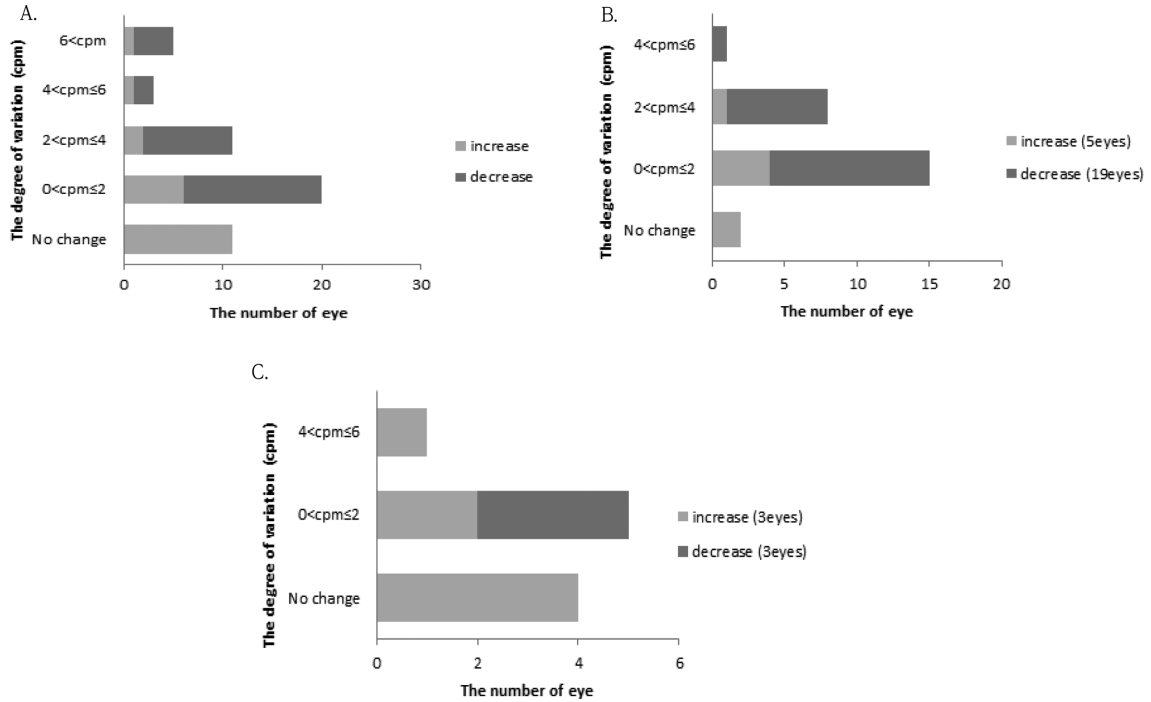 A.
The degree of variation (cpm)
6<cpm
4<cpm≤6
2<cpm≤4
0<cpm≤2
No change
0 10 20 30
The number of eye
increase
decrease
B.
The degree of variation (cpm)
4<cpm≤6
2<cpm≤4
0<cpm≤2
No change
0 5 10 15 20
The number of eye
increase (5eyes)
decrease (19eyes)
C.
The degree of variation (cpm)
4<cpm≤6
0<cpm≤2
No change
0 2 4 6
The number of eye
increase (3eyes)
decrease (3eyes)